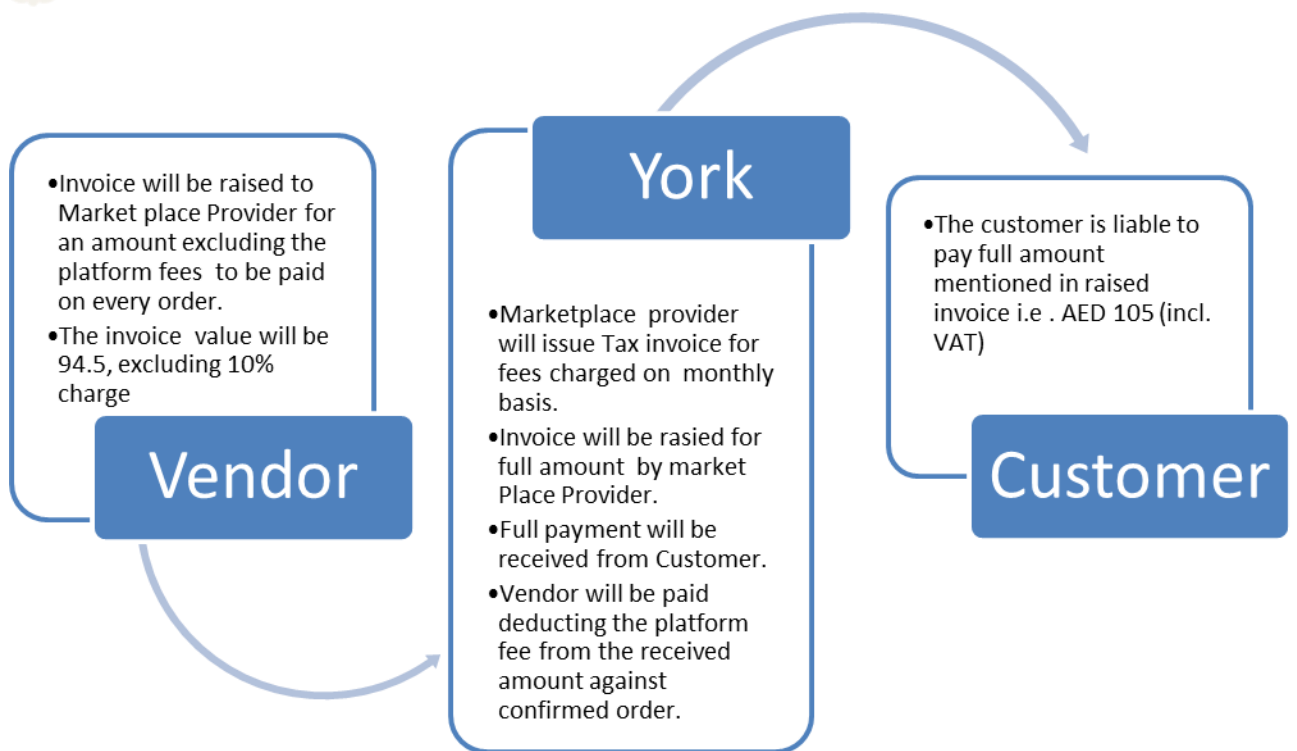 •Invoice will be raised to
Market place Provider for
an amount excluding the
platform fees to be paid
on every order.
•The invoice value will be
94.5, excluding 10%
charge
Vendor
York
•Marketplace provider
will issue Tax invoice for
fees charged on monthly
basis.
•Invoice will be rasied for
full amount by market
Place Provider.
•Full payment will be
received from Customer.
•Vendor will be paid
deducting the platform
fee from the received
amount against
confirmed order.
•The customer is liable to
pay full amount
mentioned in raised
invoice i.e . AED 105 (incl.
VAT)
Customer